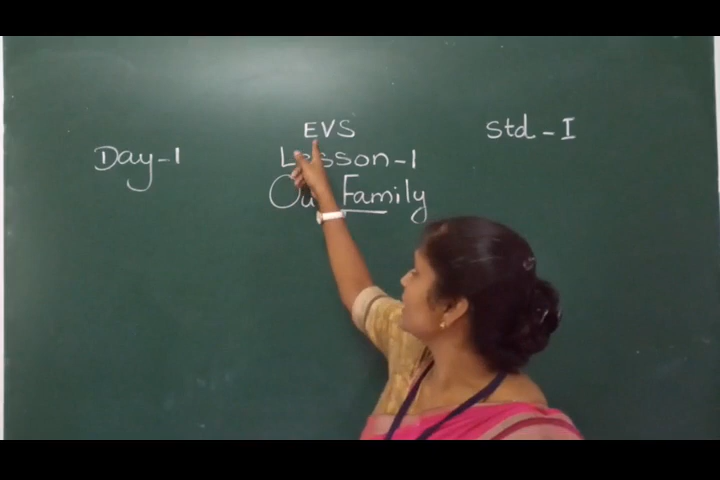 EVS
Std - I
Day - 1
Lesson - 1
Our Family